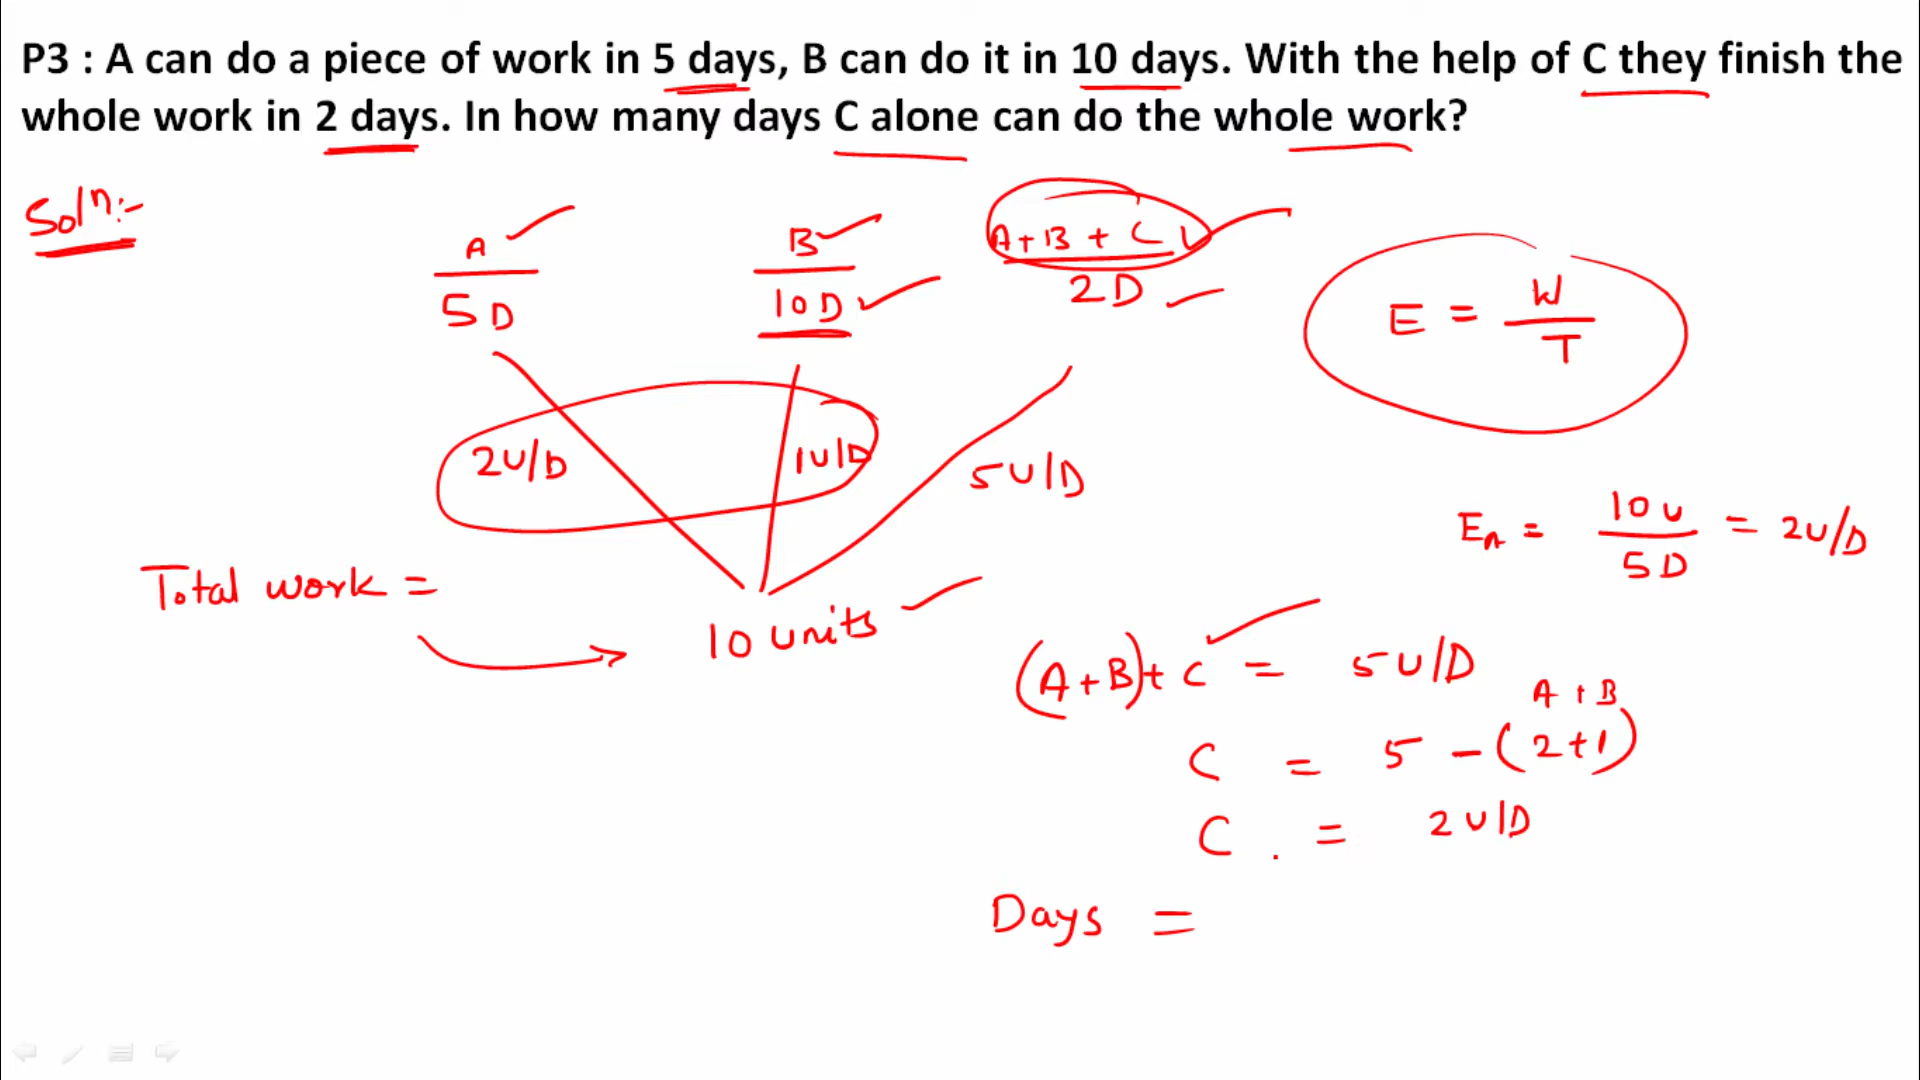 P3 : A can do a piece of work in 5 days, B can do it in 10 days. With the help of C they finish the
whole work in 2 days. In how many days C alone can do the whole work?
Soln:-
A B A+B+C
5D 10D 2D
E = W/T
2U/D 1U/D 5U/D
EA = 10u/5D = 2U/D
Total work =
10 units
(A+B)+C = 5U/D
A+B
C = 5-(2+1)
C = 2U/D
Days =